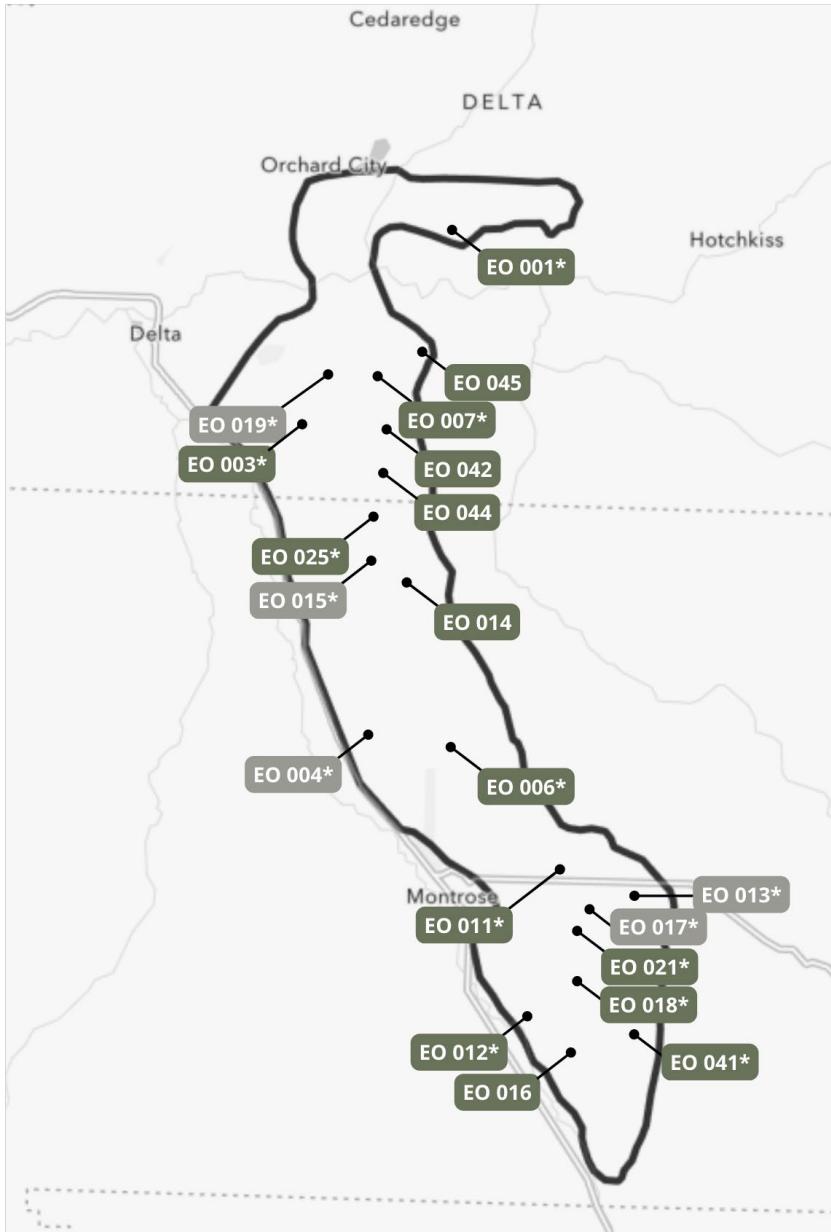 Cedaredge
DELTA
Orchard City
Hotchkiss
EO 001*
Delta
EO 045
EO 019*
EO 007*
EO 003*
EO 042
EO 044
EO 025*
EO 015*
EO 014
EO 004*
EO 006*
EO 013*
Montrose
EO 011*
EO 017*
EO 021*
EO 018*
EO 012*
EO 041*
EO 016